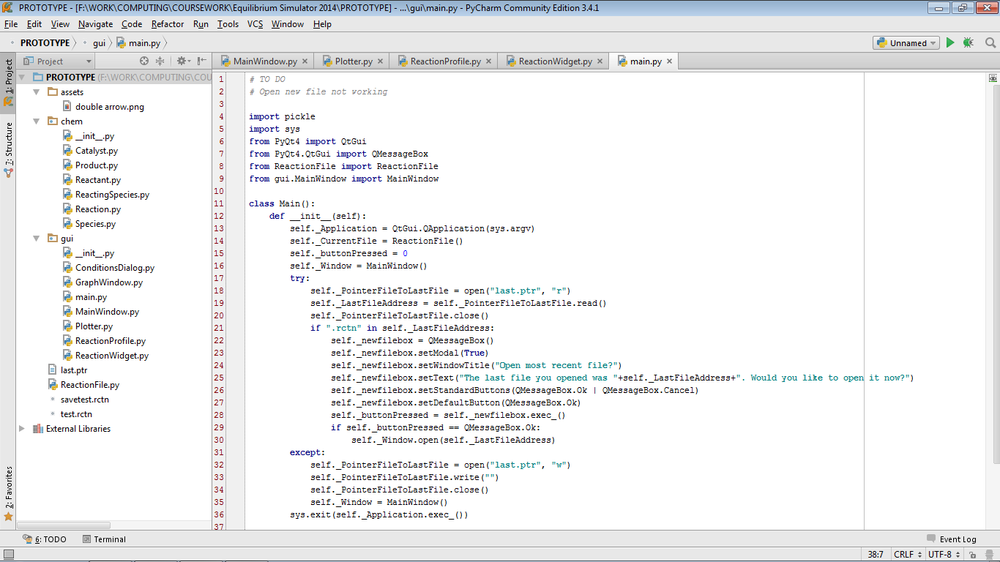 PROTOTYPE - [F:\WORK\COMPUTING\COURSEWORK\Equilibrium Simulator 2014\PROTOTYPE] - ...\gui\main.py - PyCharm Community Edition 3.4.1
File Edit View Navigate Code Refactor Run Tools VCS Window Help
PROTOTYPE gui main.py Unnamed
1: Project
7: Structure
2: Favorites
Project
PROTOTYPE (F:\WORK\COMPUTING\COU
assets
double arrow.png
chem
__init__.py
Catalyst.py
Product.py
Reactant.py
ReactingSpecies.py
Reaction.py
Species.py
gui
__init__.py
ConditionsDialog.py
GraphWindow.py
main.py
MainWindow.py
Plotter.py
ReactionProfile.py
ReactionWidget.py
last.ptr
ReactionFile.py
savetest.rctn
test.rctn
External Libraries
MainWindow.py Plotter.py ReactionProfile.py ReactionWidget.py main.py
1 # TO DO
2 # Open new file not working
3
4 import pickle
5 import sys
6 from PyQt4 import QtGui
7 from PyQt4.QtGui import QMessageBox
8 from ReactionFile import ReactionFile
9 from gui.MainWindow import MainWindow
10
11 class Main():
12     def __init__(self):
13         self._Application = QtGui.QApplication(sys.argv)
14         self._CurrentFile = ReactionFile()
15         self._buttonPressed = 0
16         self._Window = MainWindow()
17         try:
18             self._PointerFileToLastFile = open("last.ptr", "r")
19             self._LastFileAddress = self._PointerFileToLastFile.read()
20             self._PointerFileToLastFile.close()
21             if ".rctn" in self._LastFileAddress:
22                 self._newfilebox = QMessageBox()
23                 self._newfilebox.setModal(True)
24                 self._newfilebox.setWindowTitle("Open most recent file?")
25                 self._newfilebox.setText("The last file you opened was "+self._LastFileAddress+". Would you like to open it now?")
26                 self._newfilebox.setStandardButtons(QMessageBox.Ok | QMessageBox.Cancel)
27                 self._newfilebox.setDefaultButton(QMessageBox.Ok)
28                 self._buttonPressed = self._newfilebox.exec_()
29                 if self._buttonPressed == QMessageBox.Ok:
30                     self._Window.open(self._LastFileAddress)
31         except:
32             self._PointerFileToLastFile = open("last.ptr", "w")
33             self._PointerFileToLastFile.write("")
34             self._PointerFileToLastFile.close()
35             self._Window = MainWindow()
36         sys.exit(self._Application.exec_())
37
6: TODO Terminal Event Log
38:7 CRLF UTF-8